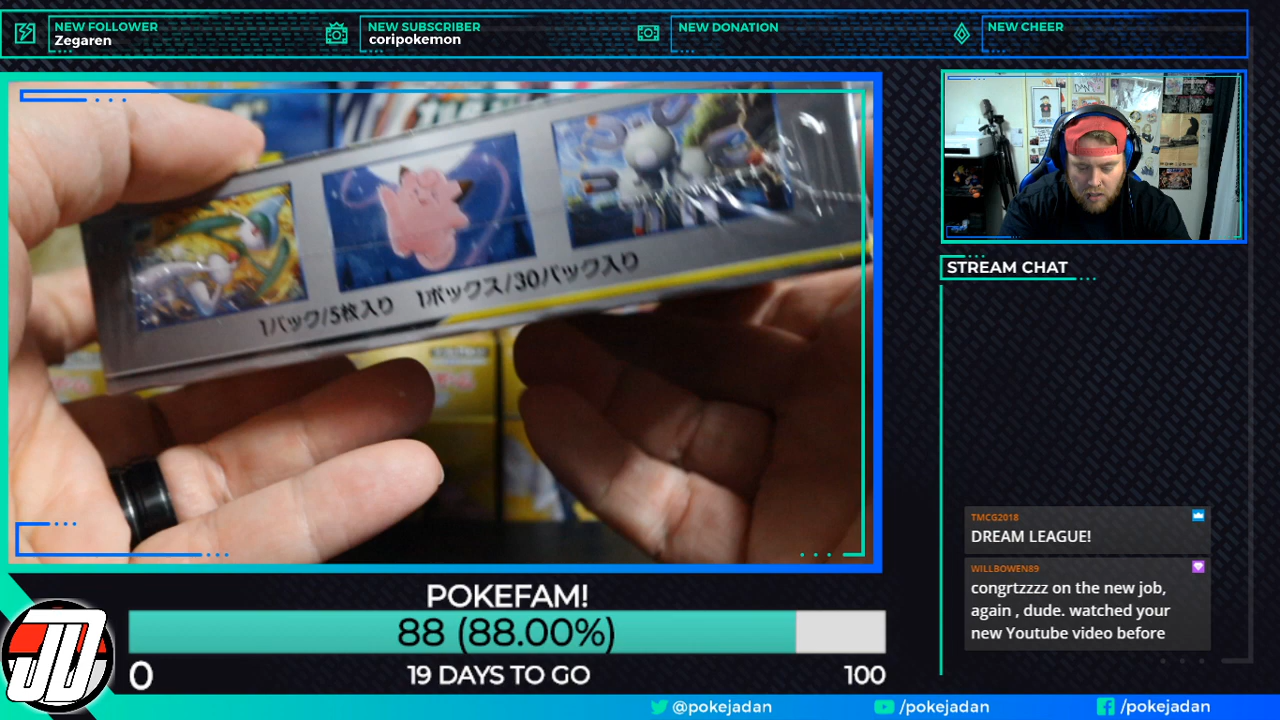 NEW FOLLOWER
Zegaren
NEW SUBSCRIBER
coripokemon
NEW DONATION
NEW CHEER
1パック/5枚入り 1ボックス/30パック入り
STREAM CHAT
TMCG2018
DREAM LEAGUE!
WILLBOWEN89
congrtzzzz on the new job,
again , dude. watched your
new Youtube video before
POKEFAM!
88 (88.00%)
0
19 DAYS TO GO
100
@pokejadan
/pokejadan
/pokejadan